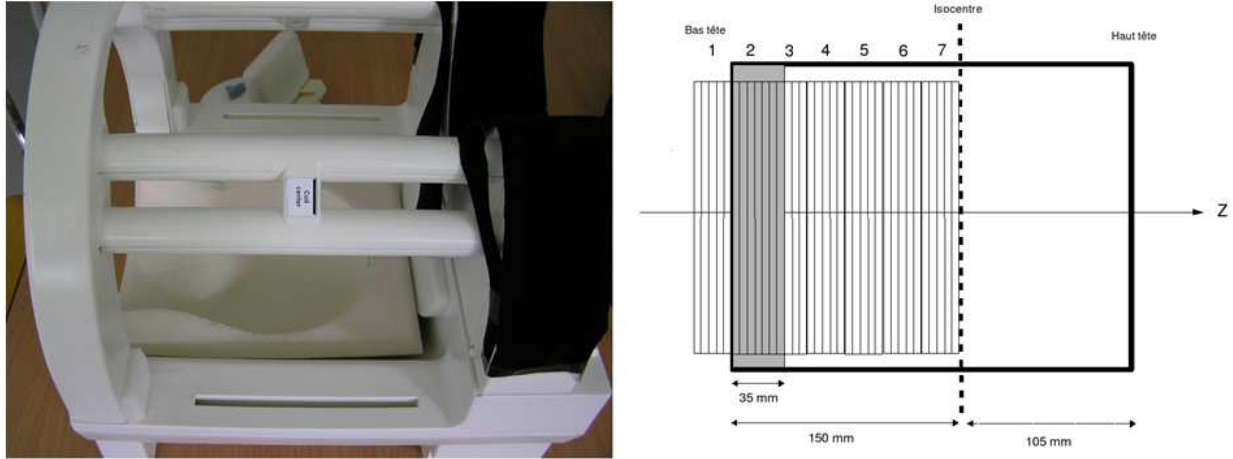 Coil
center
Isocentre
Bas tête
Haut tête
1 2 3 4 5 6 7
Z
35 mm
150 mm
105 mm